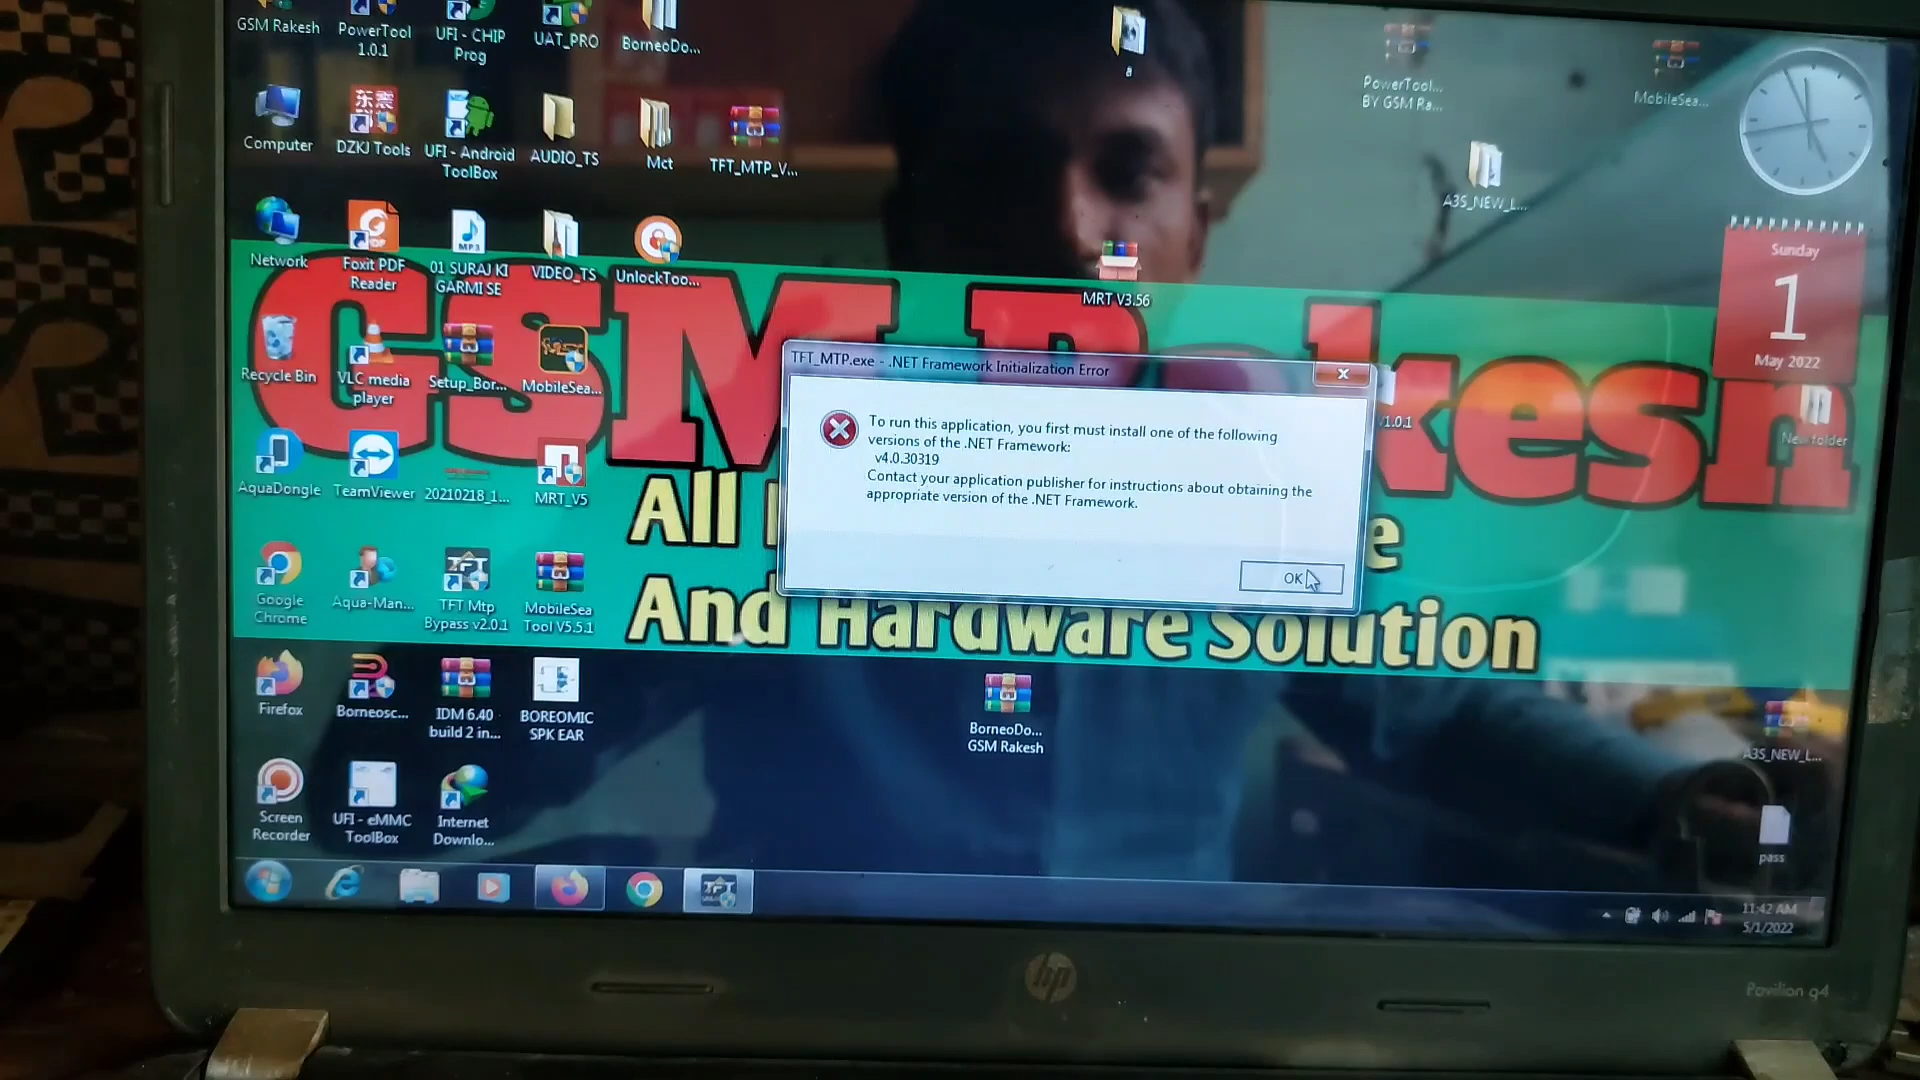 GSM Rakesh
PowerTool
1.0.1
UFI - CHIP
Prog
UAT_PRO
BorneoDo...
a
PowerTool...
BY GSM Ra...
MobileSea...
Computer
DZKJ Tools
UFI - Android
ToolBox
AUDIO_TS
Mct
TFT_MTP_V...
A3S_NEW_L...
Network
Foxit PDF
Reader
01 SURAJ KI
GARMI SE
VIDEO_TS
UnlockToo...
MRT V3.56
Sunday
1
May 2022
Recycle Bin
VLC media
player
Setup_Bor...
MobileSea...
New folder
AquaDongle
TeamViewer
20210218_1...
MRT_V5
GSM Rakesh
All
And Hardware Solution
TFT_MTP.exe - .NET Framework Initialization Error
To run this application, you first must install one of the following
versions of the .NET Framework:
v4.0.30319
Contact your application publisher for instructions about obtaining the
appropriate version of the .NET Framework.
OK
Google
Chrome
Aqua-Man...
TFT Mtp
Bypass v2.0.1
MobileSea
Tool V5.5.1
Firefox
Borneosc...
IDM 6.40
build 2 in...
BOREOMIC
SPK EAR
BorneoDo...
GSM Rakesh
A3S_NEW_L...
Screen
Recorder
UFI - eMMC
ToolBox
Internet
Downlo...
pass
11:42 AM
5/1/2022
hp
Pavilion g4